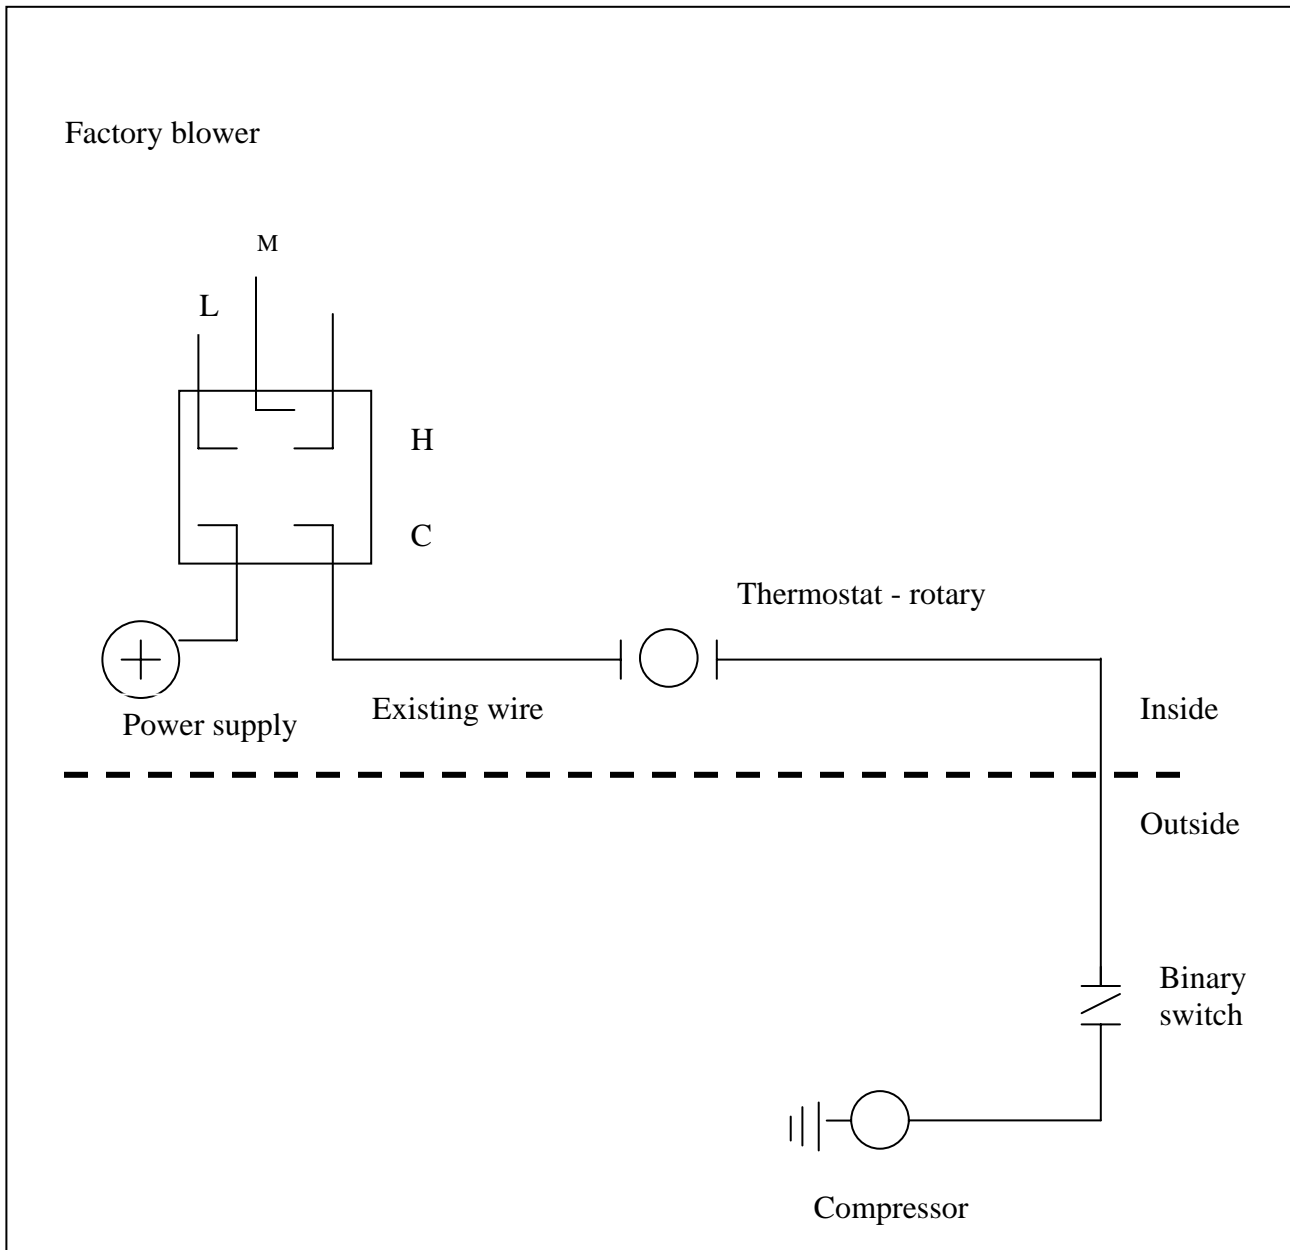 Factory blower
M
L
H
C
Thermostat - rotary
Power supply
Existing wire
Inside
Outside
Binary
switch
Compressor